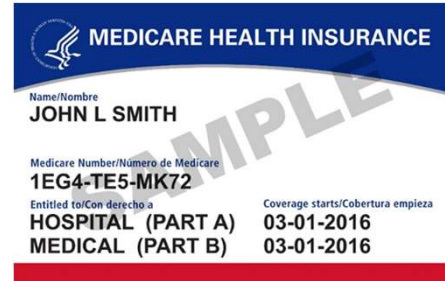 MEDICARE HEALTH INSURANCE
Name/Nombre
JOHN L SMITH
Medicare Number/Número de Medicare
1EG4-TE5-MK72
Entitled to/Con derecho a Coverage starts/Cobertura empieza
HOSPITAL (PART A) 03-01-2016
MEDICAL (PART B) 03-01-2016
SAMPLE